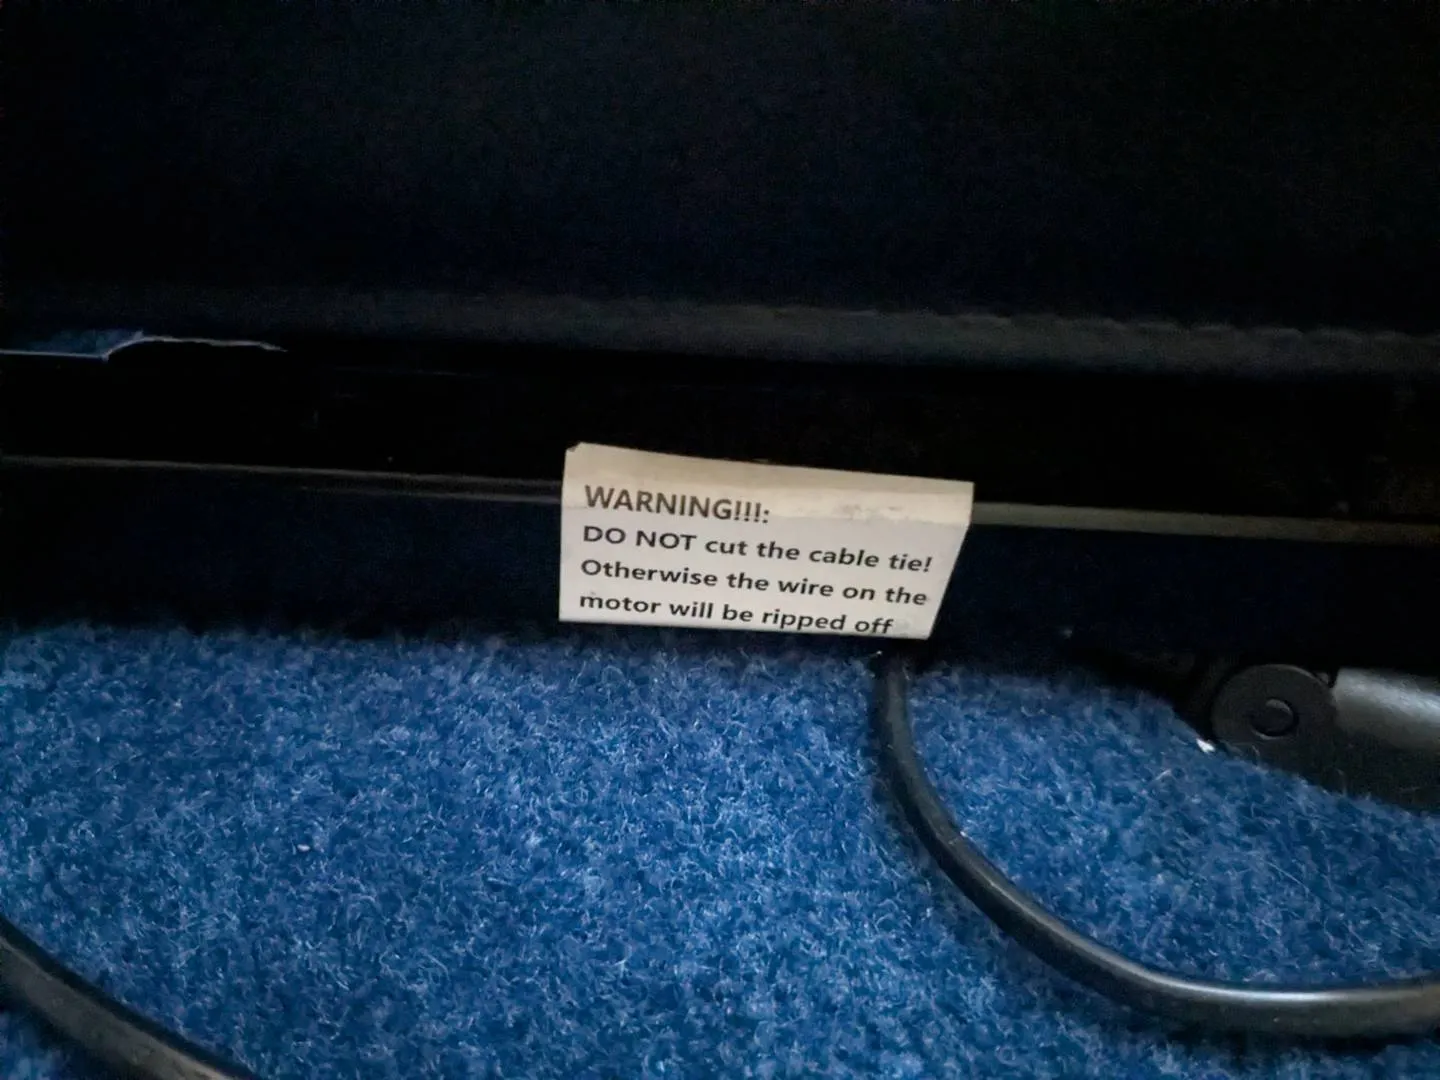 WARNING!!!:
DO NOT cut the cable tie!
Otherwise the wire on the
motor will be ripped off